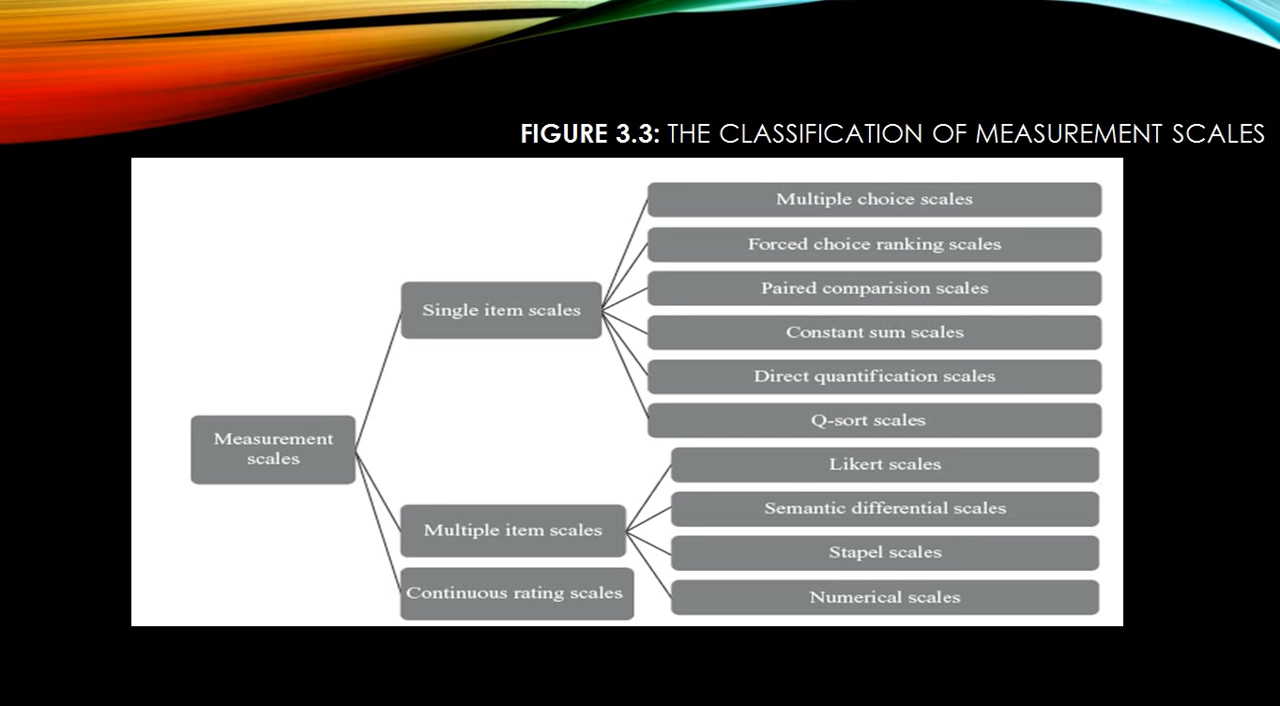 FIGURE 3.3: THE CLASSIFICATION OF MEASUREMENT SCALES
Measurement
scales
Single item scales
Multiple choice scales
Forced choice ranking scales
Paired comparision scales
Constant sum scales
Direct quantification scales
Q-sort scales
Multiple item scales
Likert scales
Semantic differential scales
Stapel scales
Numerical scales
Continuous rating scales